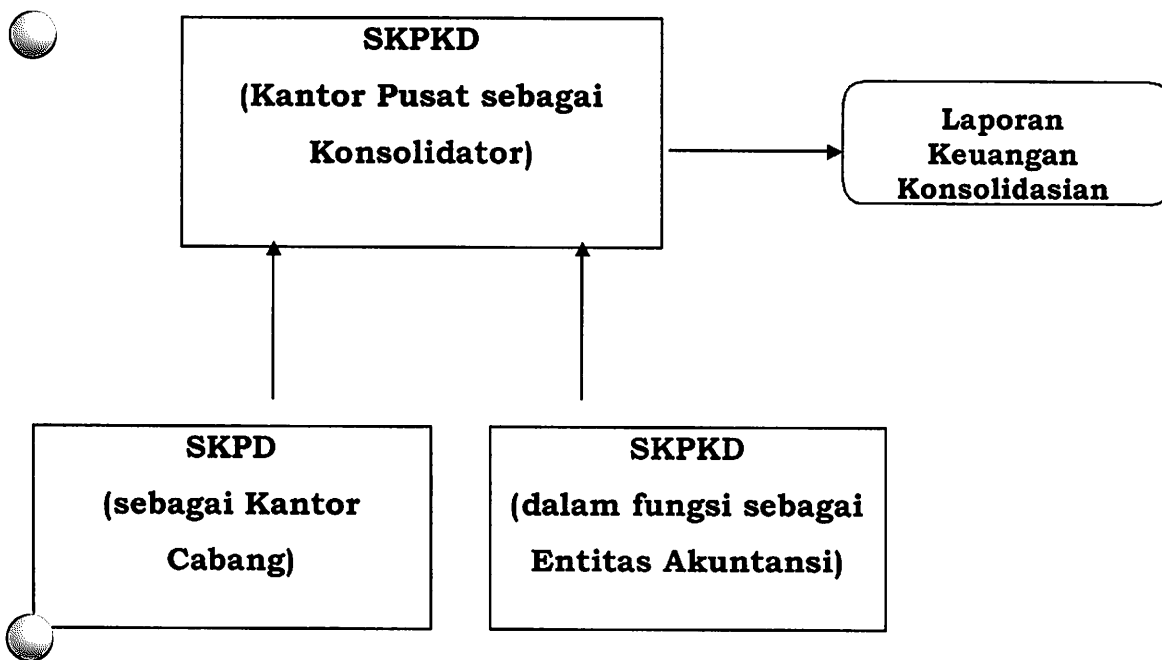 SKPKD
(Kantor Pusat sebagai
Konsolidator)
Laporan
Keuangan
Konsolidasian
SKPD
(sebagai Kantor
Cabang)
SKPKD
(dalam fungsi sebagai
Entitas Akuntansi)